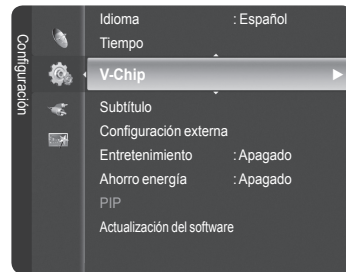 Configuración
Idioma : Español
Tiempo
V-Chip
Subtítulo
Configuración externa
Entretenimiento : Apagado
Ahorro energía : Apagado
PIP
Actualización del software